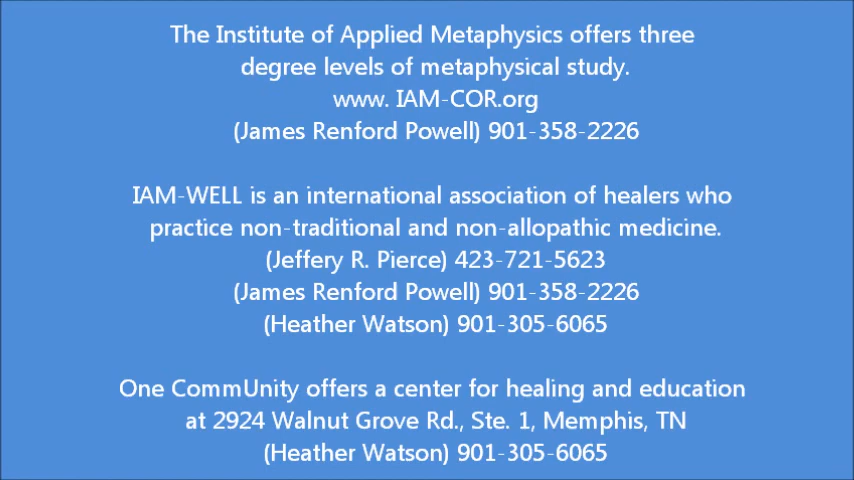 The Institute of Applied Metaphysics offers three
degree levels of metaphysical study.
www. IAM-COR.org
(James Renford Powell) 901-358-2226
IAM-WELL is an international association of healers who
practice non-traditional and non-allopathic medicine.
(Jeffery R. Pierce) 423-721-5623
(James Renford Powell) 901-358-2226
(Heather Watson) 901-305-6065
One CommUnity offers a center for healing and education
at 2924 Walnut Grove Rd., Ste. 1, Memphis, TN
(Heather Watson) 901-305-6065